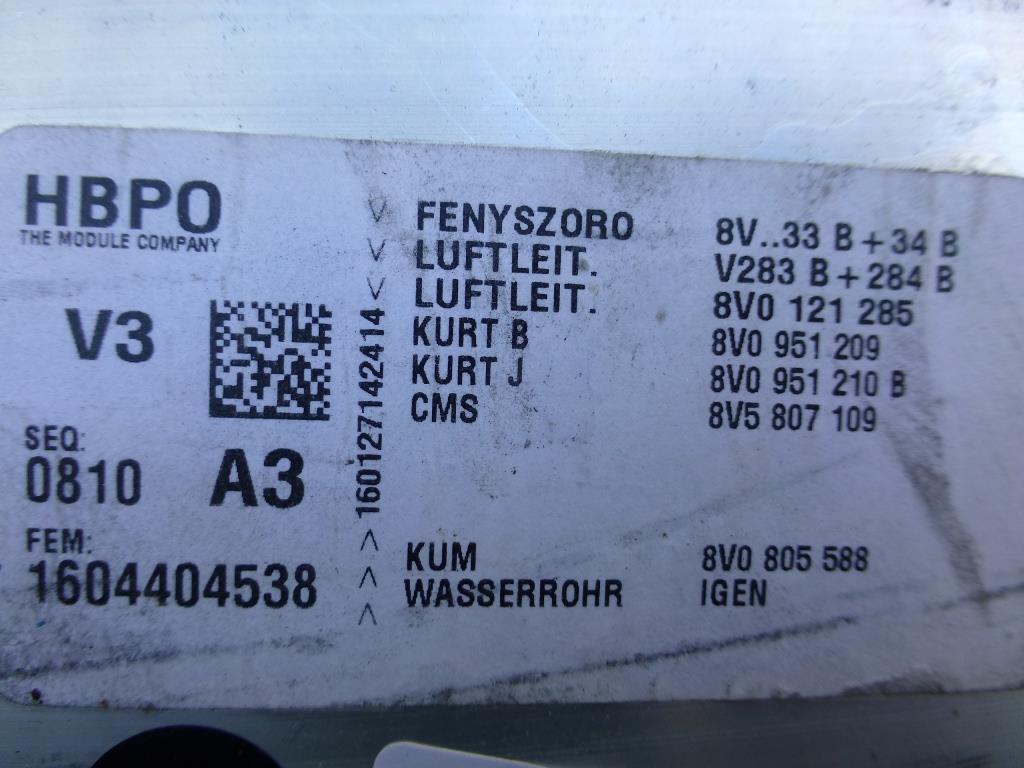 HBPO
THE MODULE COMPANY
V3
SEQ:
0810
A3
FEM:
1604404538
>>>160127142414<<<
FENYSZORO 8V..33 B+34 B
LUFTLEIT. V283 B+284 B
LUFTLEIT. 8V0 121 285
KURT B 8V0 951 209
KURT J 8V0 951 210 B
CMS 8V5 807 109
KUM 8V0 805 588
WASSERROHR IGEN